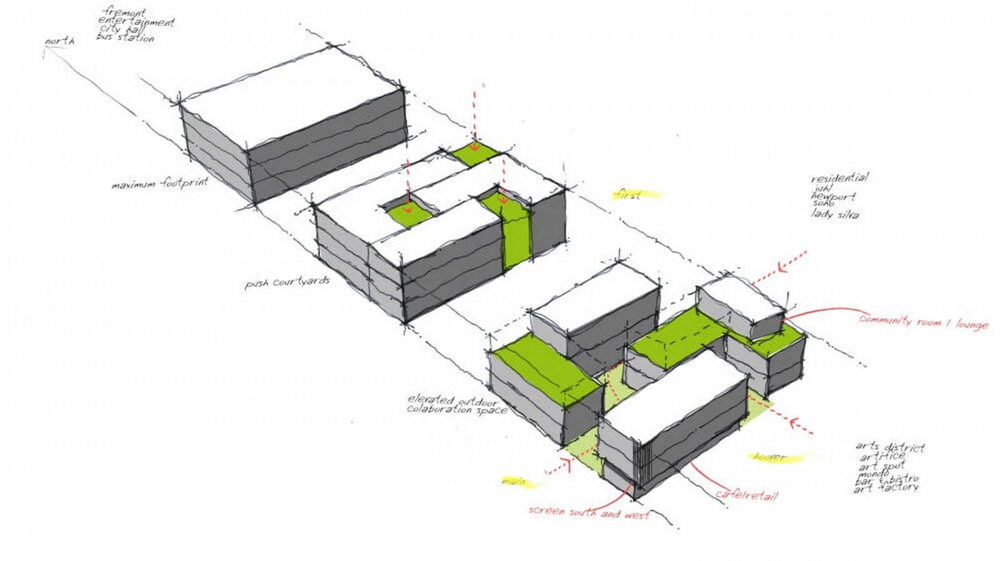 fremont
entertainment
city hall
bus station
north
maximum footprint
push courtyards
first
residential
juhl
newport
soho
lady silva
community room / lounge
elevated outdoor
colaboration space
main
hoover
arts district
artifice
art spot
mondo
bar & bistro
art factory
cafe/retail
screen south and west